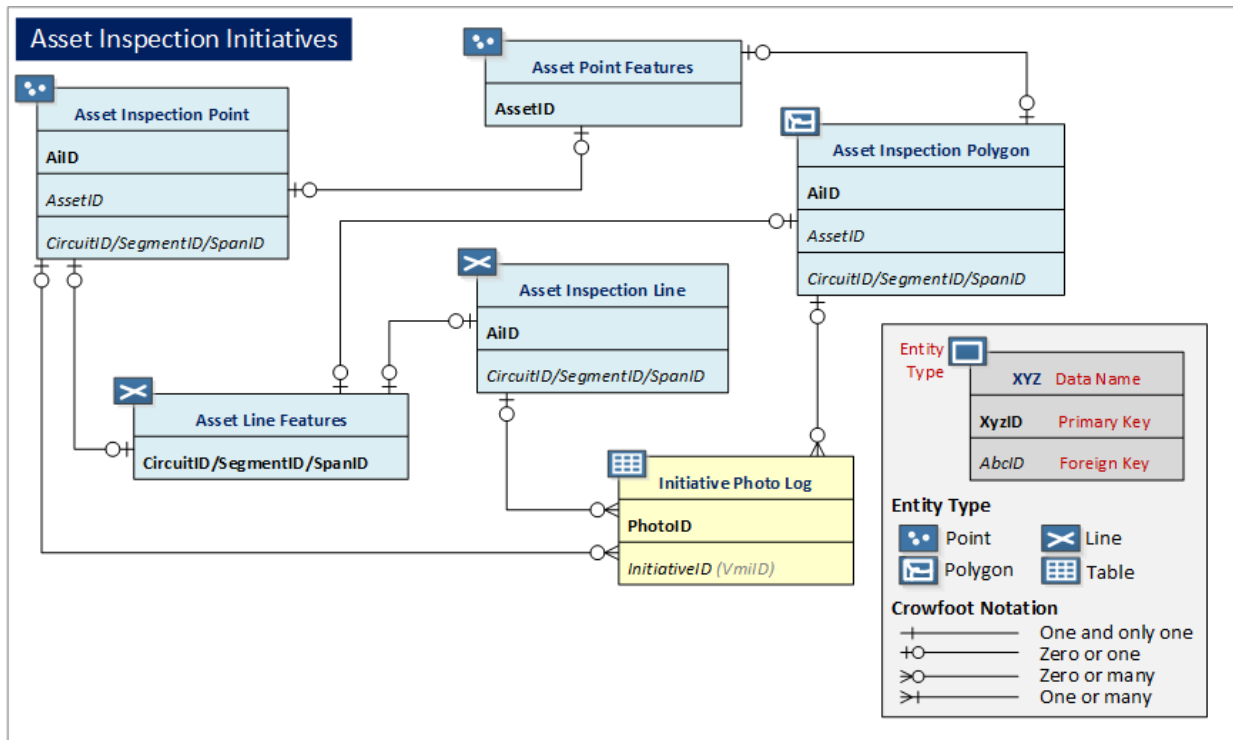 Asset Inspection Initiatives
Asset Point Features
AssetID
Asset Inspection Point
AiID
AssetID
CircuitID/SegmentID/SpanID
Asset Inspection Polygon
AiID
AssetID
CircuitID/SegmentID/SpanID
Asset Inspection Line
AiID
CircuitID/SegmentID/SpanID
Asset Line Features
CircuitID/SegmentID/SpanID
Initiative Photo Log
PhotoID
InitiativeID (VmiID)
Entity
Type
XYZ Data Name
XyzID Primary Key
AbcID Foreign Key
Entity Type
Point Line
Polygon Table
Crowfoot Notation
One and only one
Zero or one
Zero or many
One or many